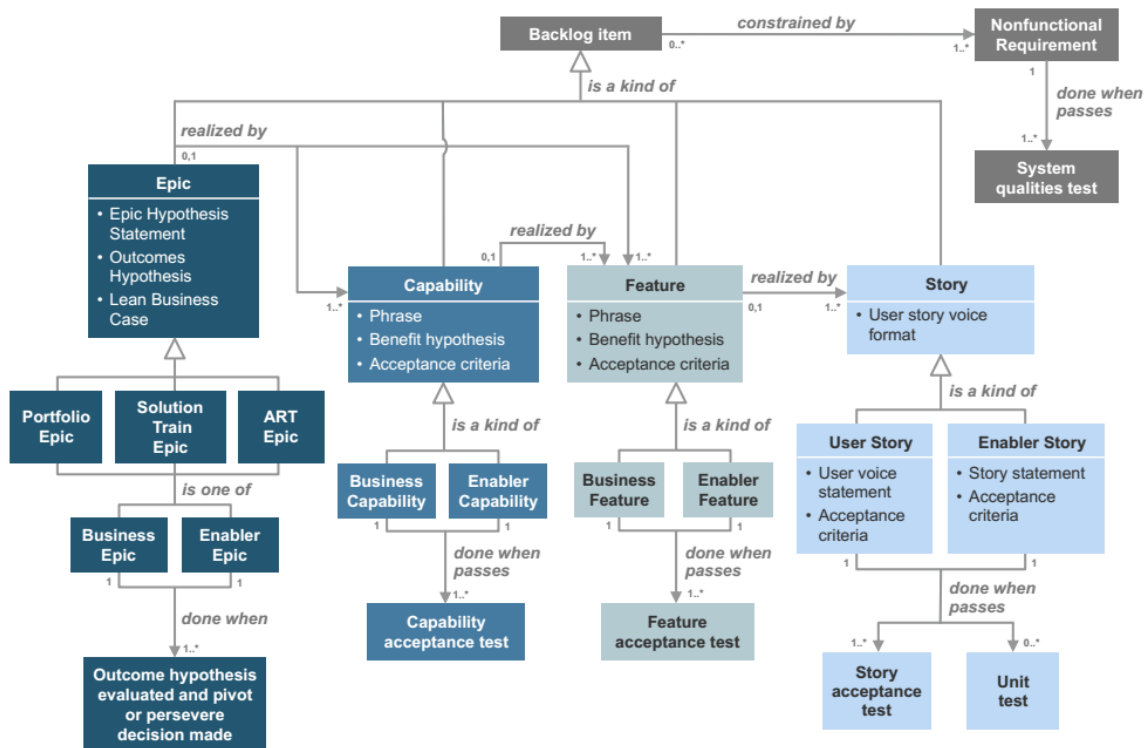 Backlog item
0..*
constrained by
1..*
Nonfunctional
Requirement
1
done when
passes
1..*
System
qualities test
is a kind of
realized by
0,1
Epic
• Epic Hypothesis
Statement
• Outcomes
Hypothesis
• Lean Business
Case
1..*
realized by
0,1
1..*
1..*
Capability
• Phrase
• Benefit hypothesis
• Acceptance criteria
Feature
• Phrase
• Benefit hypothesis
• Acceptance criteria
realized by
0,1
1..*
Story
• User story voice
format
Portfolio
Epic
Solution
Train
Epic
ART
Epic
is one of
Business
Epic
Enabler
Epic
1
1
done when
1..*
Outcome hypothesis
evaluated and pivot
or persevere
decision made
is a kind of
Business
Capability
Enabler
Capability
1
1
done when
passes
1..*
Capability
acceptance test
is a kind of
Business
Feature
Enabler
Feature
1
1
done when
passes
1..*
Feature
acceptance test
is a kind of
User Story
• User voice
statement
• Acceptance
criteria
Enabler Story
• Story statement
• Acceptance
criteria
1
1
done when
passes
1..*
0..*
Story
acceptance
test
Unit
test